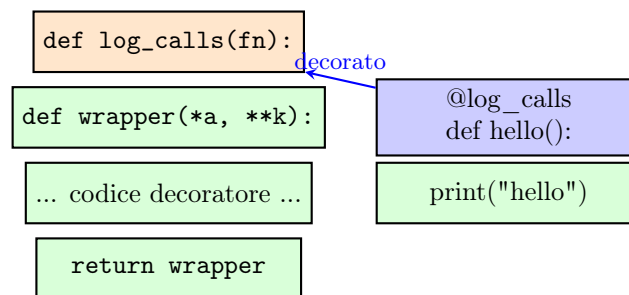 def log_calls(fn):
decorato
def wrapper(*a, **k):
@log_calls
def hello():
... codice decoratore ...
print("hello")
return wrapper